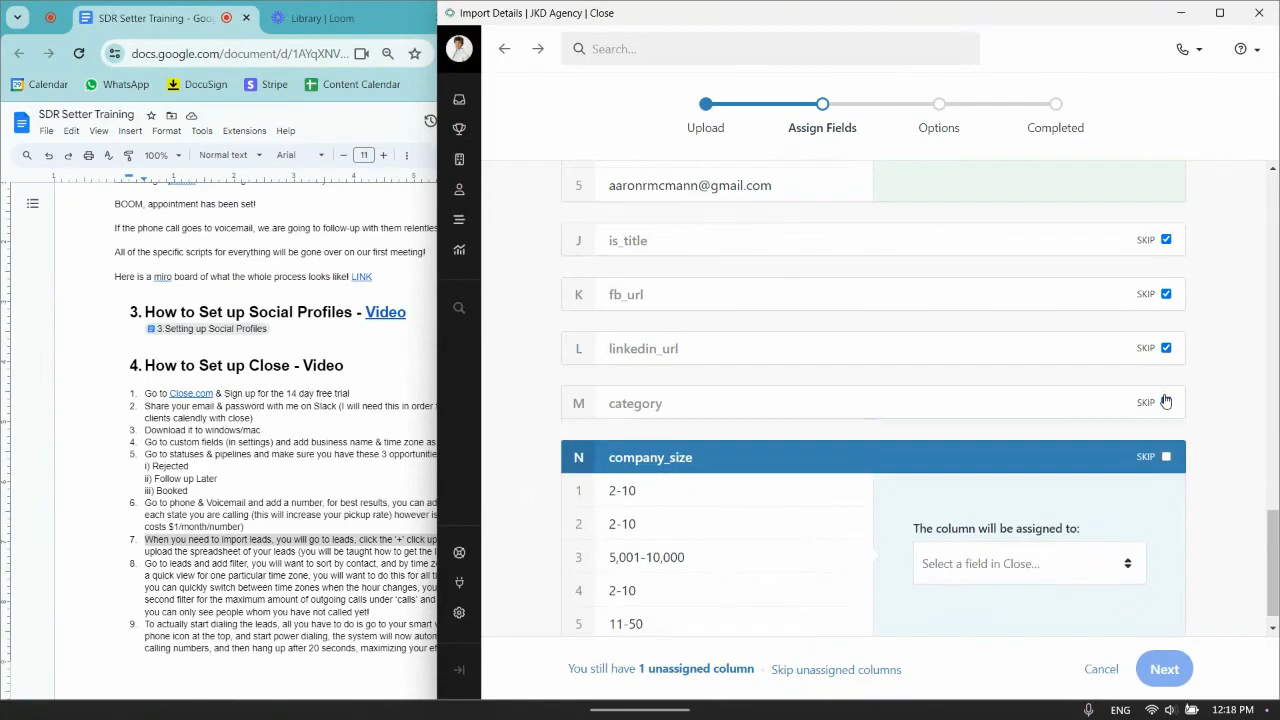 SDR Setter Training -
Library | Loom
Import Details | JKD Agency | Close
docs.google.com/document/d/1AYqXNV...
Search...
Calendar
WhatsApp
DocuSign
Stripe
Content Calendar
SDR Setter Training
File Edit View Insert Format Tools Extensions Help
100% Normal text Arial 11
Upload
Assign Fields
Options
Completed
BOOM, appointment has been set!
If the phone call goes to voicemail, we are going to follow-up with them relentles
All of the specific scripts for everything will be gone over on our first meeting!
Here is a miro board of what the whole process looks like! LINK
3. How to Set up Social Profiles - Video
3.Setting up Social Profiles
4. How to Set up Close - Video
1. Go to Close.com & Sign up for the 14 day free trial
2. Share your email & password with me on Slack (I will need this in order
clients calendly with close)
3. Download it to windows/mac
4. Go to custom fields (in settings) and add business name & time zone as
5. Go to statuses & pipelines and make sure you have these 3 opportunities
i) Rejected
ii) Follow up Later
iii) Booked
6. Go to phone & Voicemail and add a number, for best results, you can ad
each state you are calling (this will increase your pickup rate) however is
costs $1/month/number)
7. When you need to import leads, you will go to leads, click the '+' click up
upload the spreadsheet of your leads (you will be taught how to get the l
8. Go to leads and add filter, you will want to sort by contact, and by time z
a quick view for one particular time zone, you will want to do this for all ti
you can quickly switch between time zones when the hour changes, you
second filter for the maximum amount of outgoing calls under 'calls' and
you can only see people whom you have not called yet!
9. To actually start dialing the leads, all you have to do is go to your smart v
phone icon at the top, and start power dialing, the system will now autom
calling numbers, and then hang up after 20 seconds, maximizing your ef
5 aaronrmcmann@gmail.com
J is_title SKIP
K fb_url SKIP
L linkedin_url SKIP
M category SKIP
N company_size SKIP
1 2-10
2 2-10
3 5,001-10,000
4 2-10
5 11-50
The column will be assigned to:
Select a field in Close...
You still have 1 unassigned column · Skip unassigned columns
Cancel
Next
ENG
12:18 PM